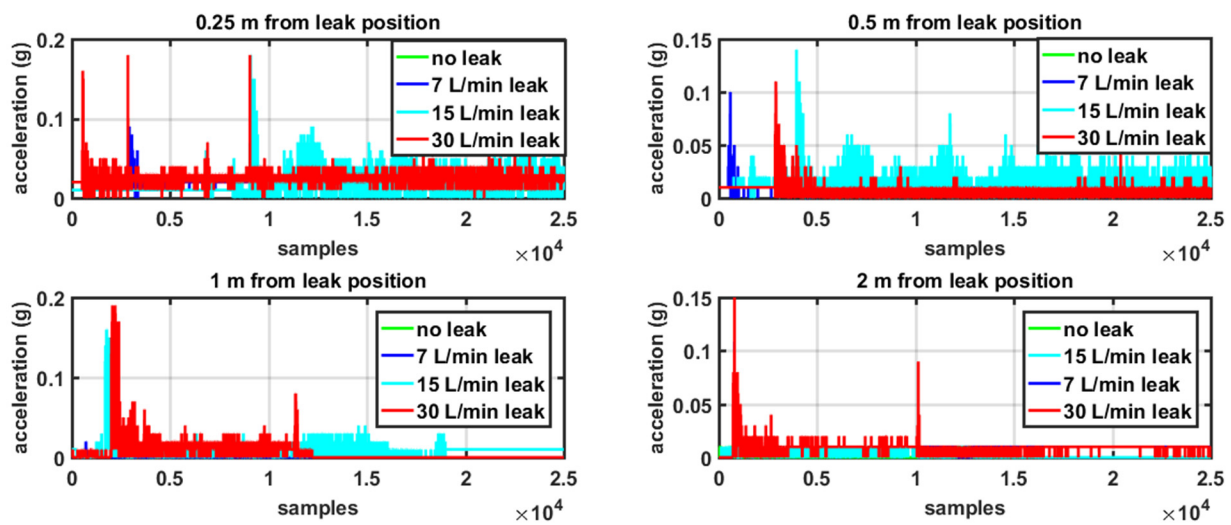 0.25 m from leak position
acceleration (g)
0.2
0.1
0
no leak
7 L/min leak
15 L/min leak
30 L/min leak
0 0.5 1 1.5 2 2.5
samples
×10^4
0.5 m from leak position
acceleration (g)
0.15
0.1
0.05
0
no leak
7 L/min leak
15 L/min leak
30 L/min leak
0 0.5 1 1.5 2 2.5
samples
×10^4
1 m from leak position
acceleration (g)
0.2
0.1
0
no leak
7 L/min leak
15 L/min leak
30 L/min leak
0 0.5 1 1.5 2 2.5
samples
×10^4
2 m from leak position
acceleration (g)
0.15
0.1
0.05
0
no leak
15 L/min leak
7 L/min leak
30 L/min leak
0 0.5 1 1.5 2 2.5
samples
×10^4